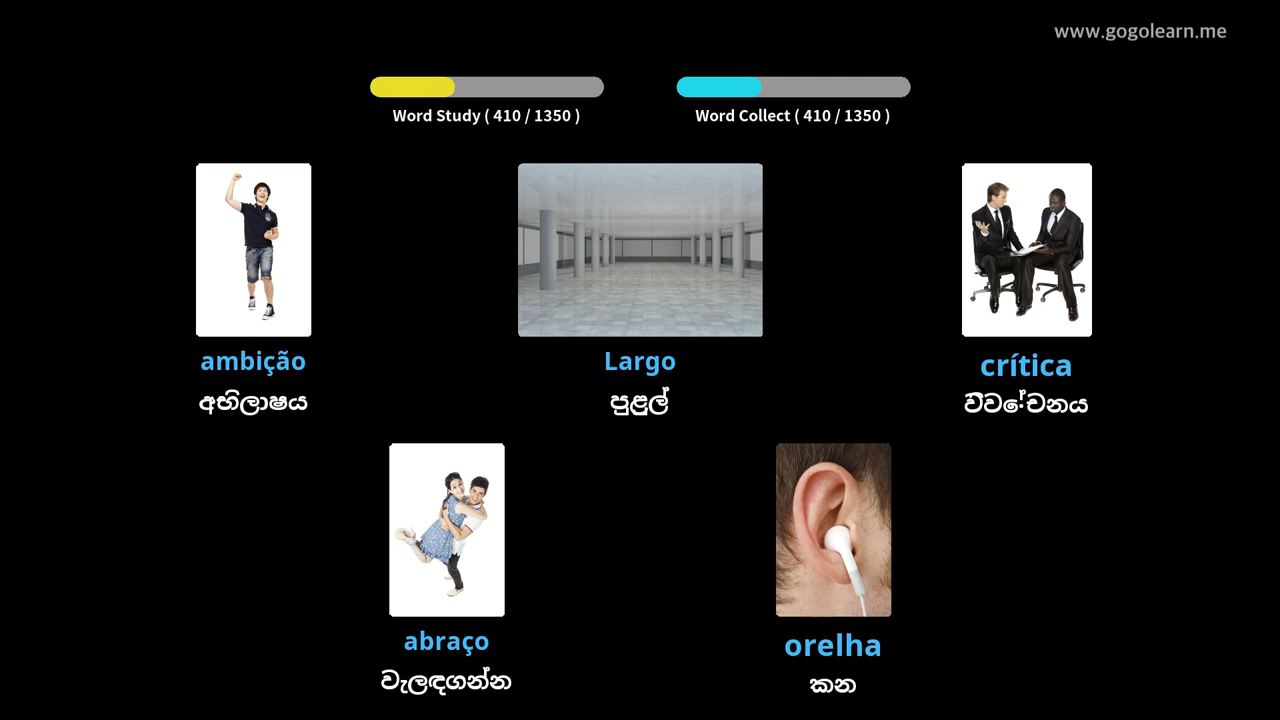 www.gogolearn.me
Word Study ( 410 / 1350 )
Word Collect ( 410 / 1350 )
ambição
අභිලාෂය
Largo
පුළුල්
crítica
විවේචනය
abraço
වැලඳගන්න
orelha
කන